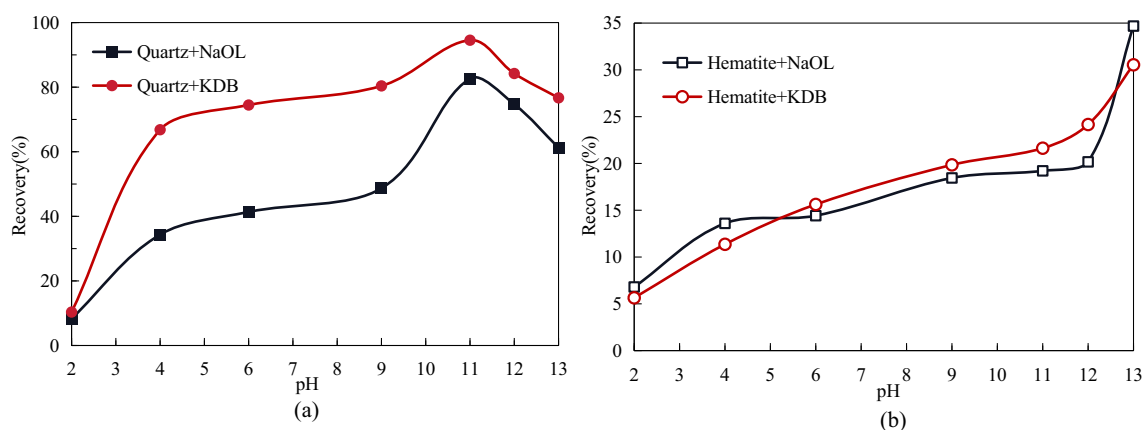 100
80
60
40
20
0
Recovery(%)
Quartz+NaOL
Quartz+KDB
2 3 4 5 6 7 8 9 10 11 12 13
pH
(a)
35
30
25
20
15
10
5
0
Recovery(%)
Hematite+NaOL
Hematite+KDB
2 3 4 5 6 7 8 9 10 11 12 13
pH
(b)